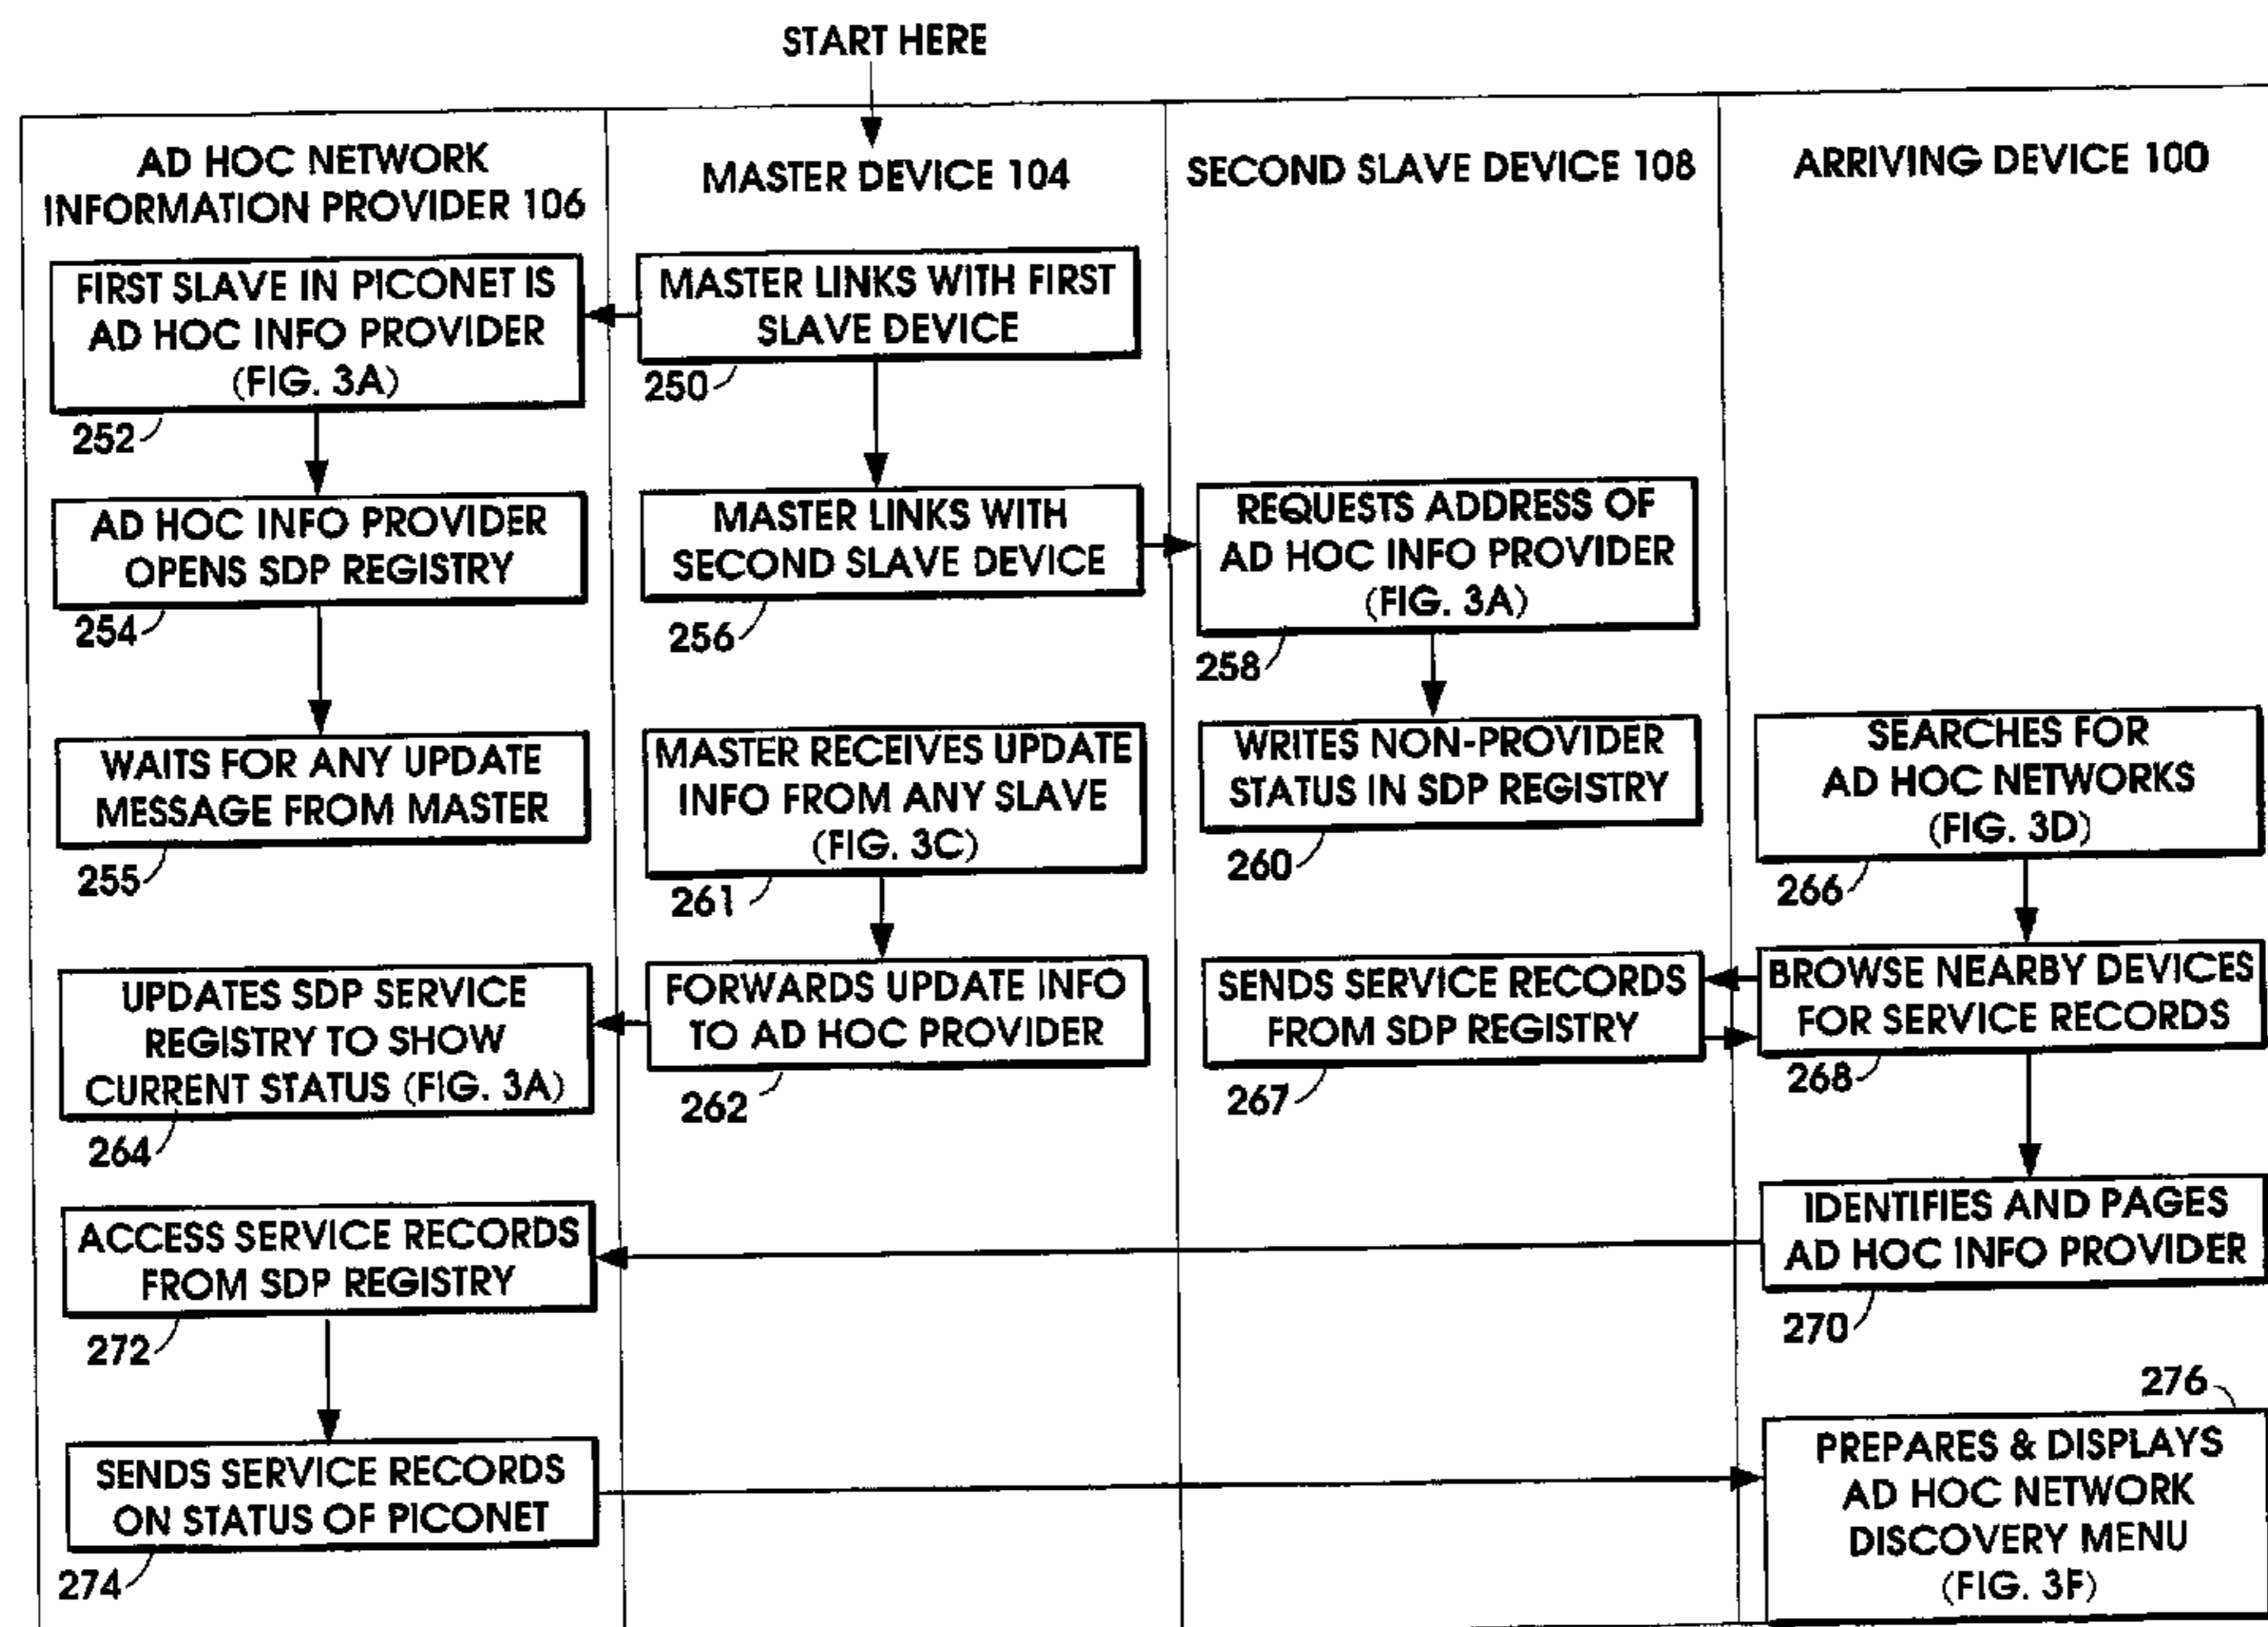 START HERE
AD HOC NETWORK
INFORMATION PROVIDER 106
MASTER DEVICE 104
SECOND SLAVE DEVICE 108
ARRIVING DEVICE 100
FIRST SLAVE IN PICONET IS
AD HOC INFO PROVIDER
(FIG. 3A)
252
MASTER LINKS WITH FIRST
SLAVE DEVICE
250
AD HOC INFO PROVIDER
OPENS SDP REGISTRY
254
MASTER LINKS WITH
SECOND SLAVE DEVICE
256
REQUESTS ADDRESS OF
AD HOC INFO PROVIDER
(FIG. 3A)
258
WAITS FOR ANY UPDATE
MESSAGE FROM MASTER
255
MASTER RECEIVES UPDATE
INFO FROM ANY SLAVE
(FIG. 3C)
261
WRITES NON-PROVIDER
STATUS IN SDP REGISTRY
260
SEARCHES FOR
AD HOC NETWORKS
(FIG. 3D)
266
UPDATES SDP SERVICE
REGISTRY TO SHOW
CURRENT STATUS (FIG. 3A)
264
FORWARDS UPDATE INFO
TO AD HOC PROVIDER
262
SENDS SERVICE RECORDS
FROM SDP REGISTRY
267
BROWSE NEARBY DEVICES
FOR SERVICE RECORDS
268
ACCESS SERVICE RECORDS
FROM SDP REGISTRY
272
IDENTIFIES AND PAGES
AD HOC INFO PROVIDER
270
SENDS SERVICE RECORDS
ON STATUS OF PICONET
274
276
PREPARES & DISPLAYS
AD HOC NETWORK
DISCOVERY MENU
(FIG. 3F)